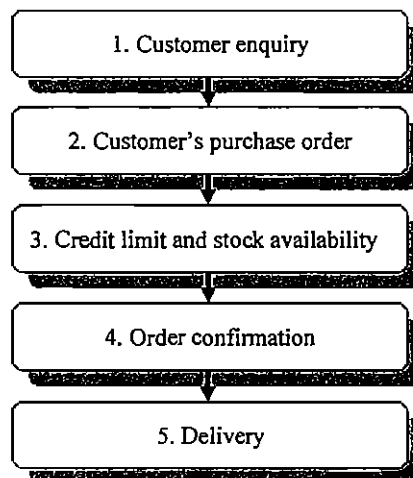 1. Customer enquiry
2. Customer's purchase order
3. Credit limit and stock availability
4. Order confirmation
5. Delivery